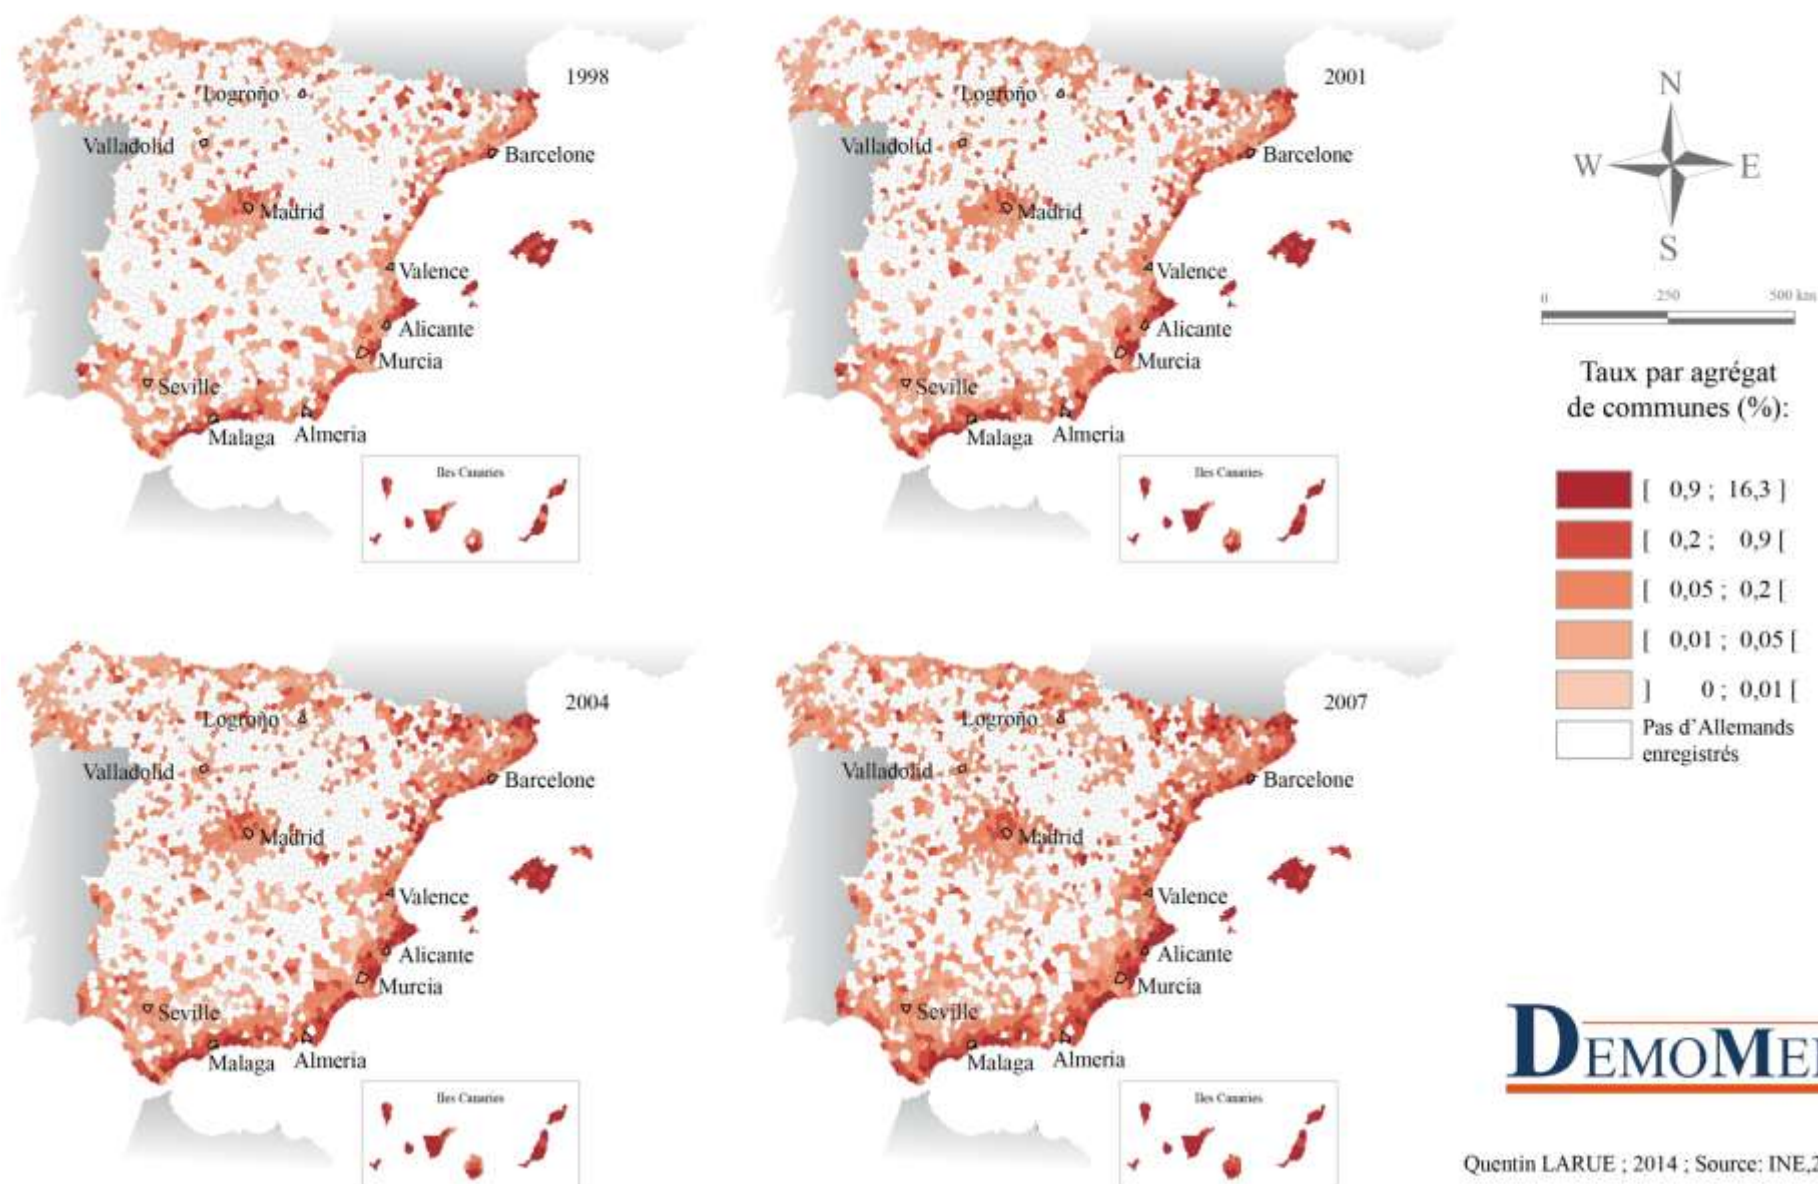 1998
Logroño
Valladolid
Barcelone
Madrid
Valence
Alicante
Murcia
Seville
Malaga
Almeria
Iles Canaries
2001
Logroño
Valladolid
Barcelone
Madrid
Valence
Alicante
Murcia
Seville
Malaga
Almeria
Iles Canaries
N
W
E
S
0 250 500 km
Taux par agrégat
de communes (%):
[ 0,9 ; 16,3 ]
[ 0,2 ; 0,9 [
[ 0,05 ; 0,2 [
[ 0,01 ; 0,05 [
] 0 ; 0,01 [
Pas d'Allemands
enregistrés
2004
Logroño
Valladolid
Barcelone
Madrid
Valence
Alicante
Murcia
Seville
Malaga
Almeria
Iles Canaries
2007
Logroño
Valladolid
Barcelone
Madrid
Valence
Alicante
Murcia
Seville
Malaga
Almeria
Iles Canaries
Quentin LARUE ; 2014 ; Source: INE,